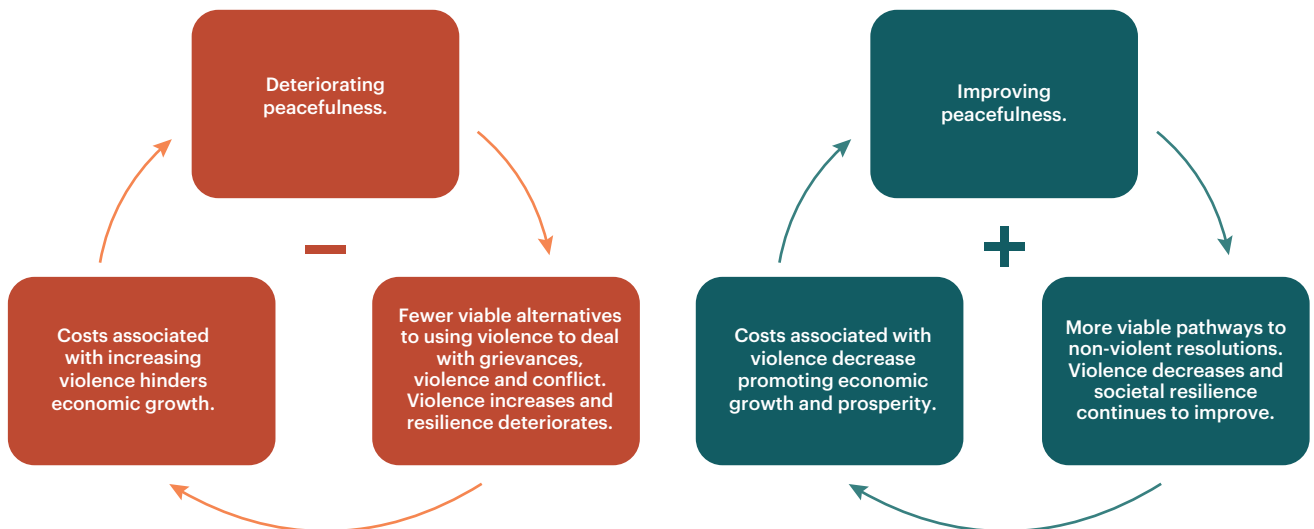 Deteriorating
peacefulness.
Fewer viable alternatives
to using violence to deal
with grievances,
violence and conflict.
Violence increases and
resilience deteriorates.
Costs associated
with increasing
violence hinders
economic growth.
Improving
peacefulness.
More viable pathways to
non-violent resolutions.
Violence decreases and
societal resilience
continues to improve.
Costs associated with
violence decrease
promoting economic
growth and prosperity.